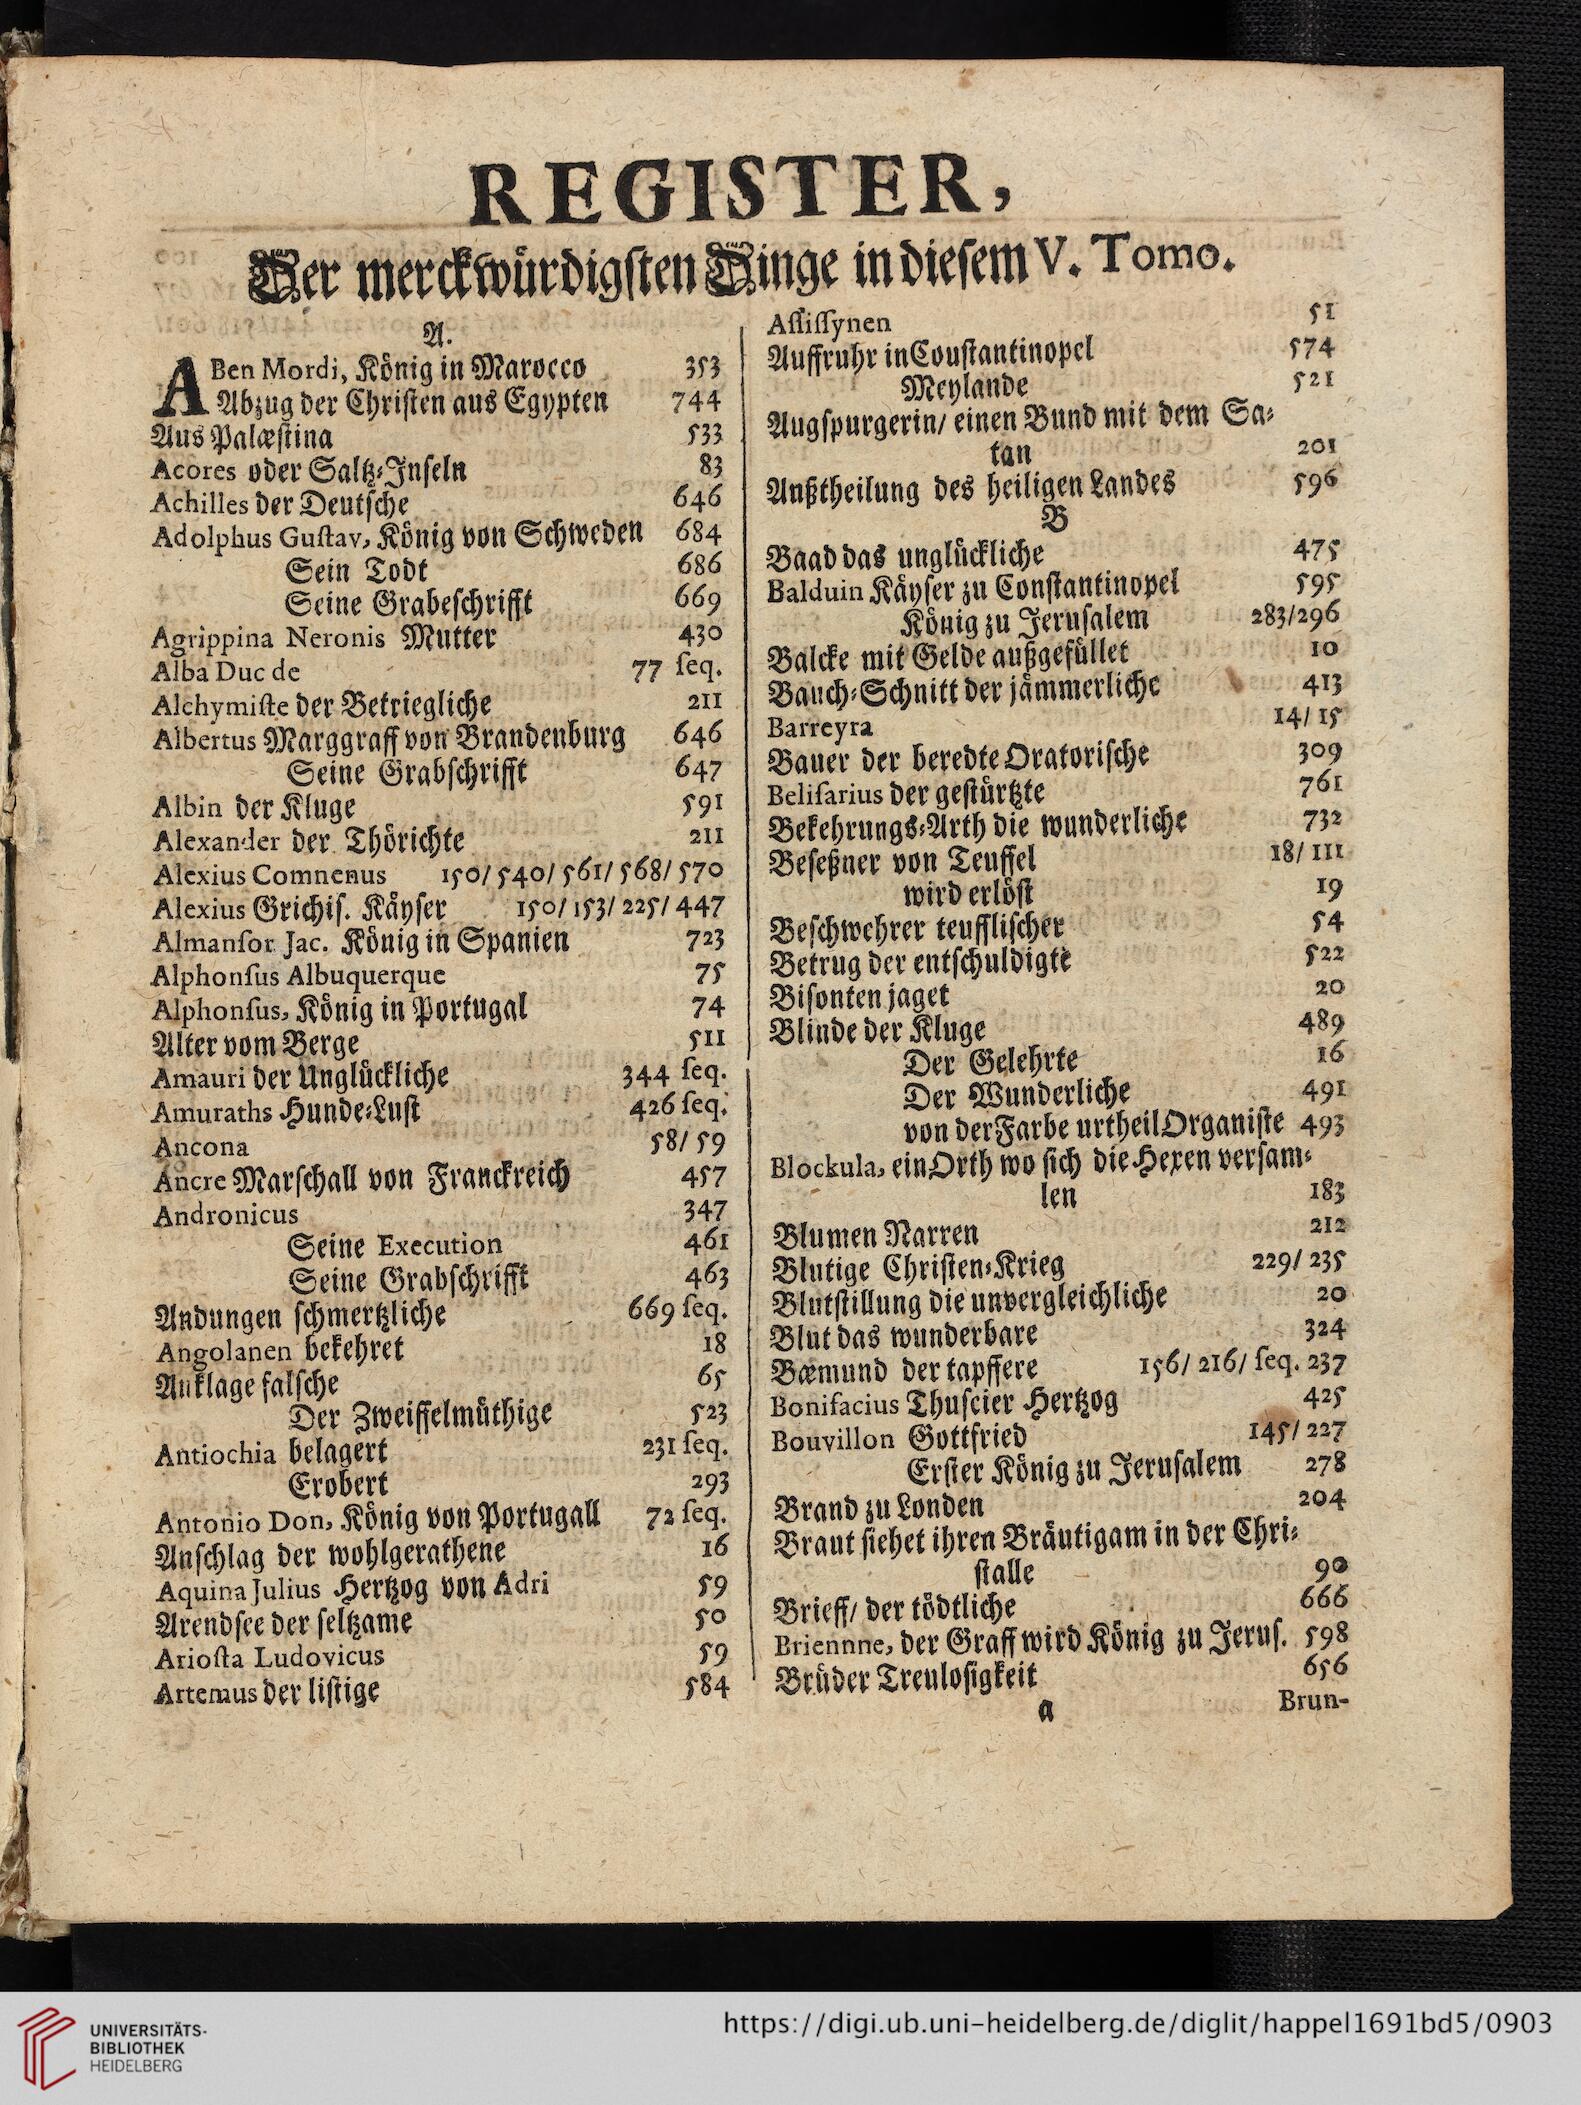 REGISTER,
Der merckwürdigsten Dinge in diesem V. Tomo.
A.
ABen Mordi, König in Marocco 353
Abzug der Christen aus Egypten 744
Aus Palæstina 533
Acores oder Saltz-Inseln 83
Achilles der Deutsche 646
Adolphus Gustav, König von Schweden 684
Sein Todt 686
Seine Grabeschrifft 669
Agrippina Neronis Mutter 430
Alba Duc de 77 seq.
Alchymiste der Betriegliche 211
Albertus Marggraff von Brandenburg 646
Seine Grabschrifft 647
Albin der Kluge 591
Alexander der Thörichte 211
Alexius Comnenus 150/ 540/ 561/ 568/ 570
Alexius Grichis. Käyser 150/ 153/ 225/ 447
Almansor Jac. König in Spanien 723
Alphonsus Albuquerque 75
Alphonsus, König in Portugal 74
Alter vom Berge 511
Amauri der Unglückliche 344 seq.
Amuraths Hunde-Lust 426 seq.
Ancona 58/ 59
Ancre Marschall von Franckreich 457
Andronicus 347
Seine Execution 461
Seine Grabschrifft 463
Andungen schmertzliche 669 seq.
Angolanen bekehret 18
Anklage falsche 65
Der Zweiffelmüthige 523
Antiochia belagert 231 seq.
Erobert 293
Antonio Don, König von Portugall 72 seq.
Anschlag der wohlgerathene 16
Aquina Julius Hertzog von Adri 59
Arendsee der seltzame 50
Ariosta Ludovicus 59
Artemus der listige 584
Assissynen 51
Auffruhr in Coustantinopel 574
Meylande 521
Augspurgerin/ einen Bund mit dem Sa-
tan 201
Anßtheilung des heiligen Landes 596
B
Baad das unglückliche 475
Balduin Käyser zu Constantinopel 595
König zu Jerusalem 283/296
Balcke mit Gelde außgefüllet 10
Bauch-Schnitt der jämmerliche 413
Barreyra 14/ 15
Bauer der beredte Oratorische 309
Belisarius der gestürtzte 761
Bekehrungs-Arth die wunderliche 732
Beseßner von Teuffel 18/ 111
wird erlöst 19
Beschwehrer teufflischer 54
Betrug der entschuldigte 522
Bisonten jaget 20
Blinde der Kluge 489
Der Gelehrte 16
Der Wunderliche 491
von der Farbe urtheil Organiste 493
Blockula, ein Orth wo sich die Hexen versam-
len 183
Blumen Narren 212
Blutige Christen-Krieg 229/ 235
Blutstillung die unvergleichliche 20
Blut das wunderbare 324
Bœmund der tapffere 156/ 216/ seq. 237
Bonifacius Thuscier Hertzog 425
Bouvillon Gottfried 145/ 227
Erster König zu Jerusalem 278
Brand zu Londen 204
Braut siehet ihren Bräutigam in der Chri-
stalle 90
Brieff/ der tödtliche 666
Briennne, der Graff wird König zu Jerus. 598
Brüder Treulosigkeit 656
a Brun-
UNIVERSITÄTS-
BIBLIOTHEK
HEIDELBERG
https://digi.ub.uni-heidelberg.de/diglit/happel1691bd5/0903